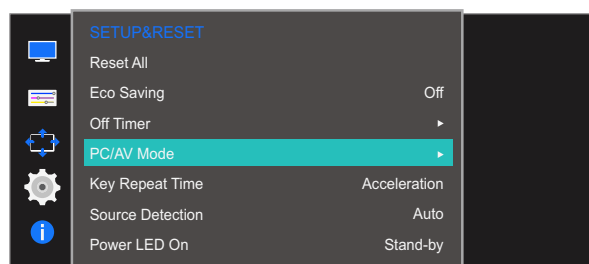 SETUP&RESET
Reset All
Eco Saving Off
Off Timer
PC/AV Mode
Key Repeat Time Acceleration
Source Detection Auto
Power LED On Stand-by